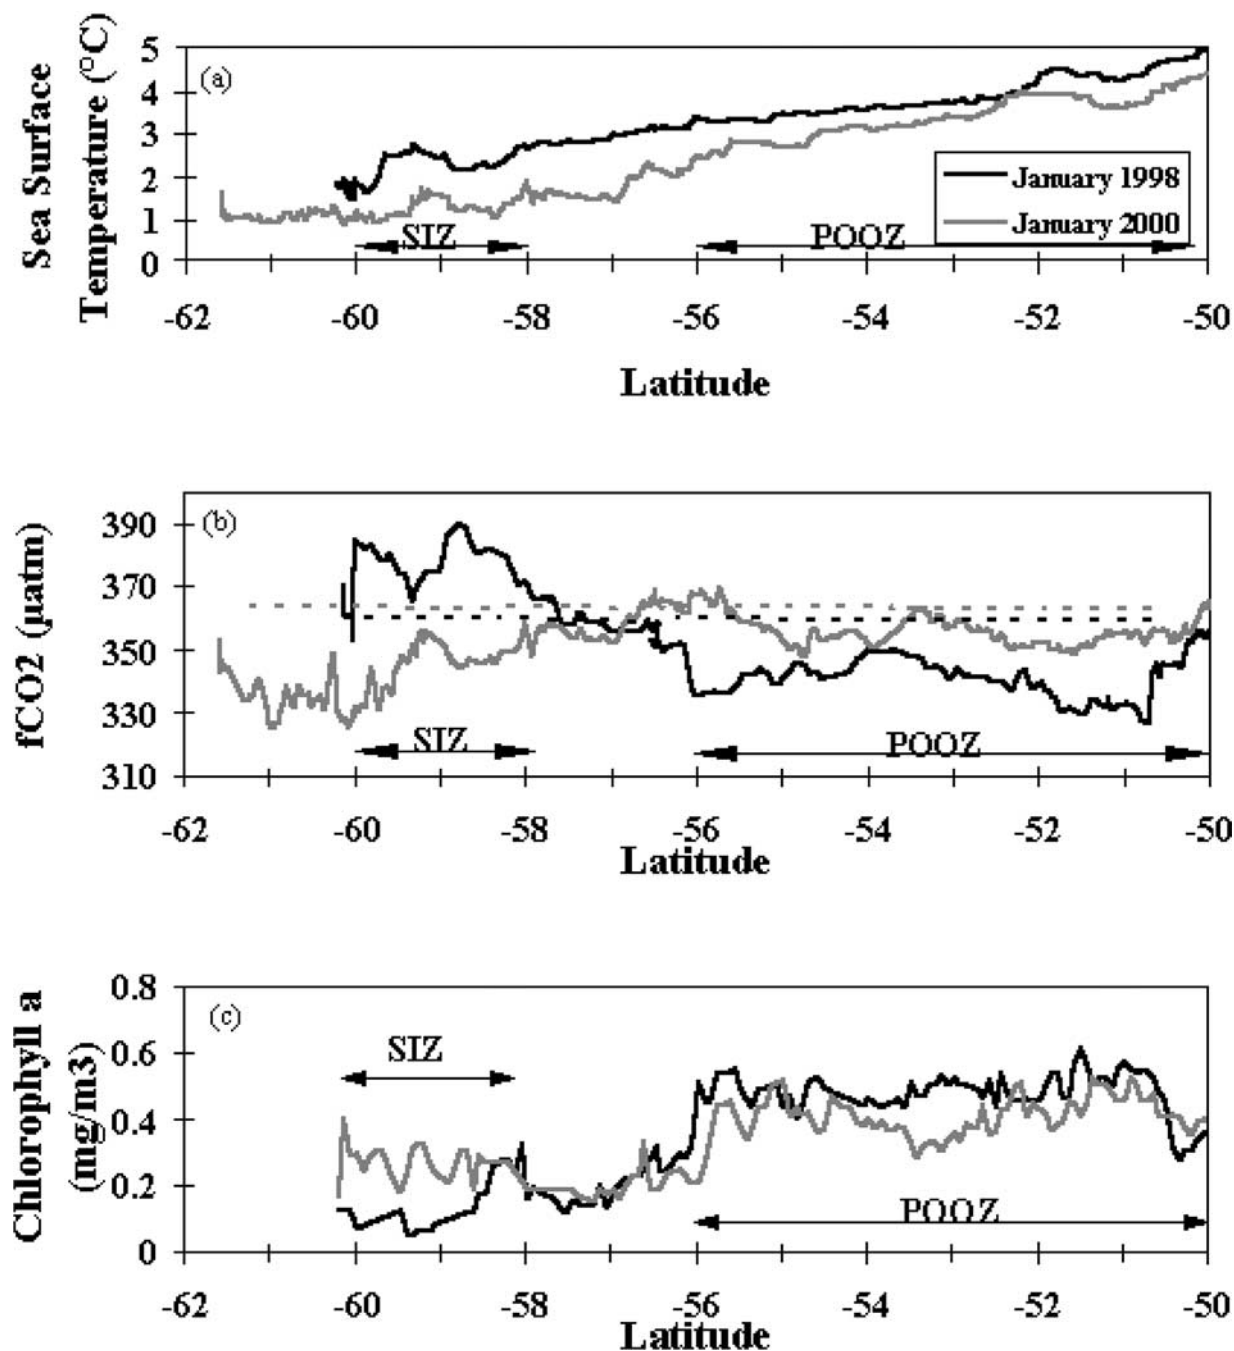 Sea Surface
Temperature (°C)
5
4
3
2
1
0
(a)
January 1998
January 2000
SIZ
POOZ
-62
-60
-58
-56
-54
-52
-50
Latitude
fCO2 (µatm)
390
370
350
330
310
(b)
SIZ
POOZ
-62
-60
-58
-56
-54
-52
-50
Latitude
Chlorophyll a
(mg/m3)
0.8
0.6
0.4
0.2
0
(c)
SIZ
POOZ
-62
-60
-58
-56
-54
-52
-50
Latitude